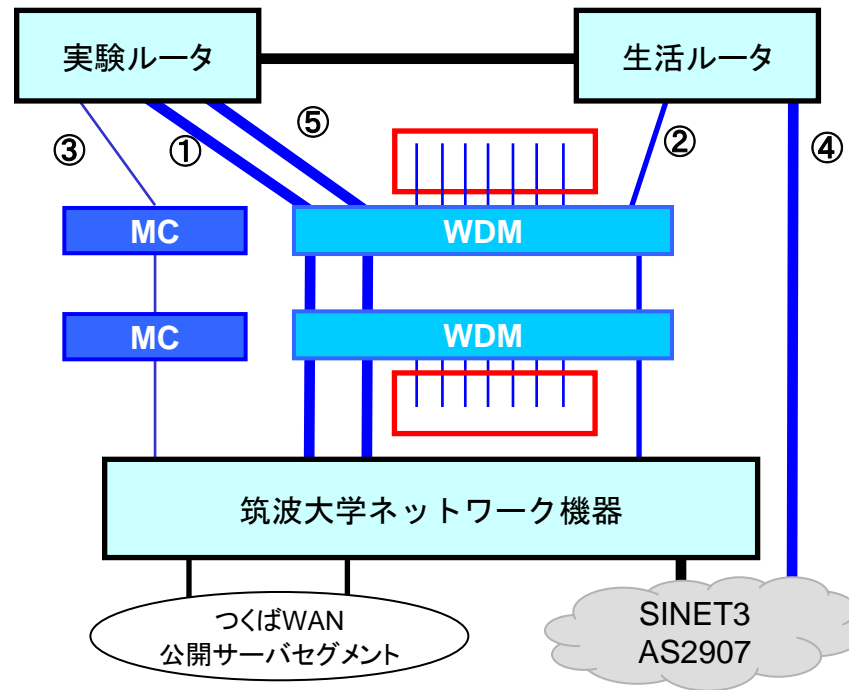 実験ルータ
生活ルータ
③
①
⑤
②
④
MC
WDM
MC
WDM
筑波大学ネットワーク機器
つくばWAN
公開サーバセグメント
SINET3
AS2907